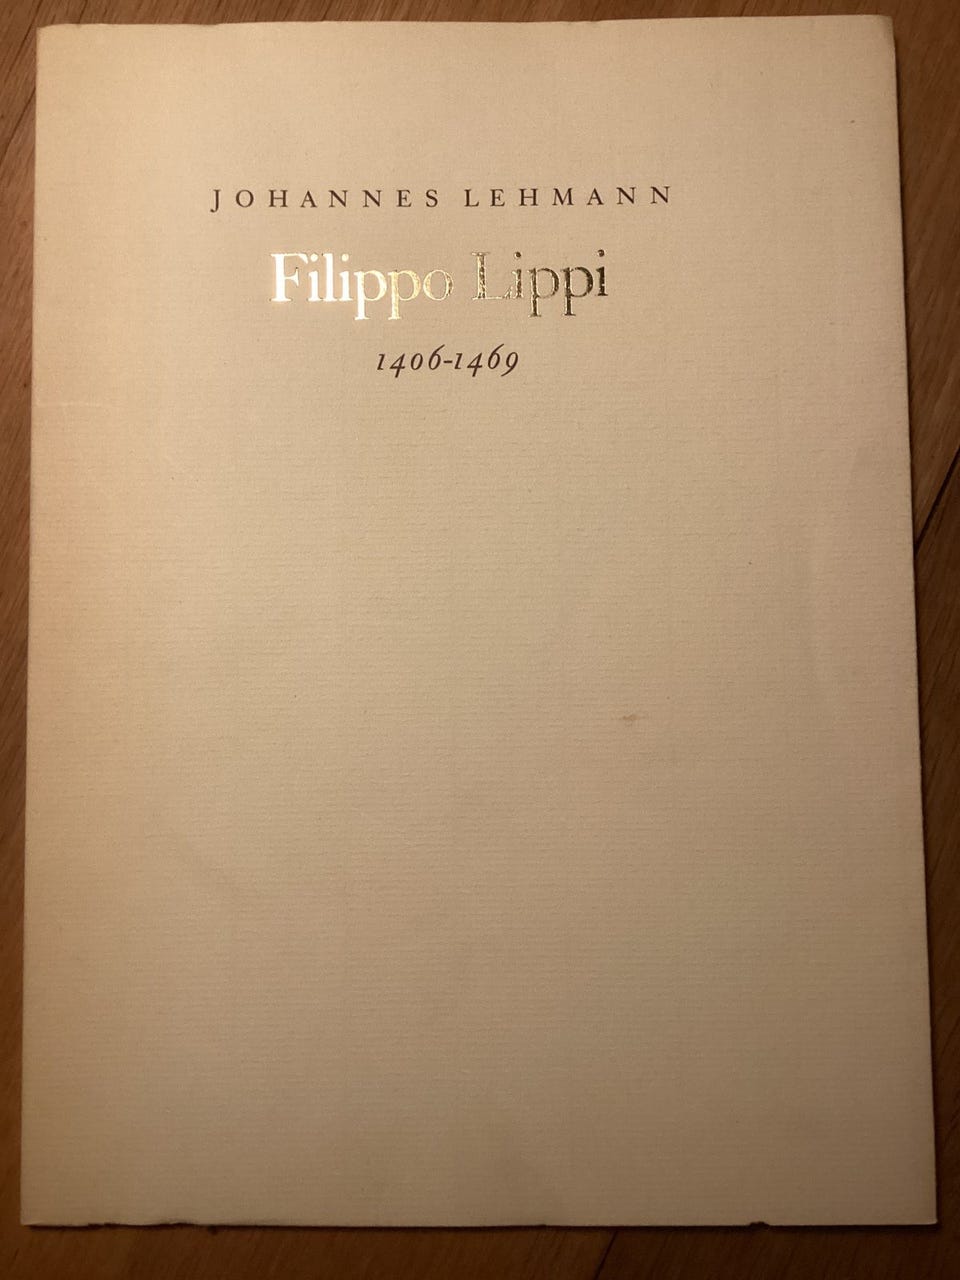 JOHANNES LEHMANN
Filippo Lippi
1406-1469